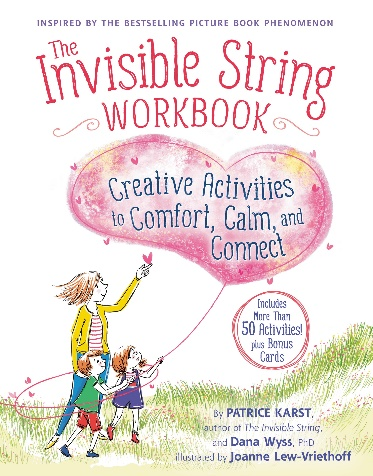 INSPIRED BY THE BESTSELLING PICTURE BOOK PHENOMENON
The
Invisible String
WORKBOOK
Creative Activities
to Comfort, Calm, and
Connect
Includes
More Than
50 Activities!
plus Bonus
Cards
By PATRICE KARST,
author of The Invisible String,
and Dana Wyss, PhD
illustrated by Joanne Lew-Vriethoff